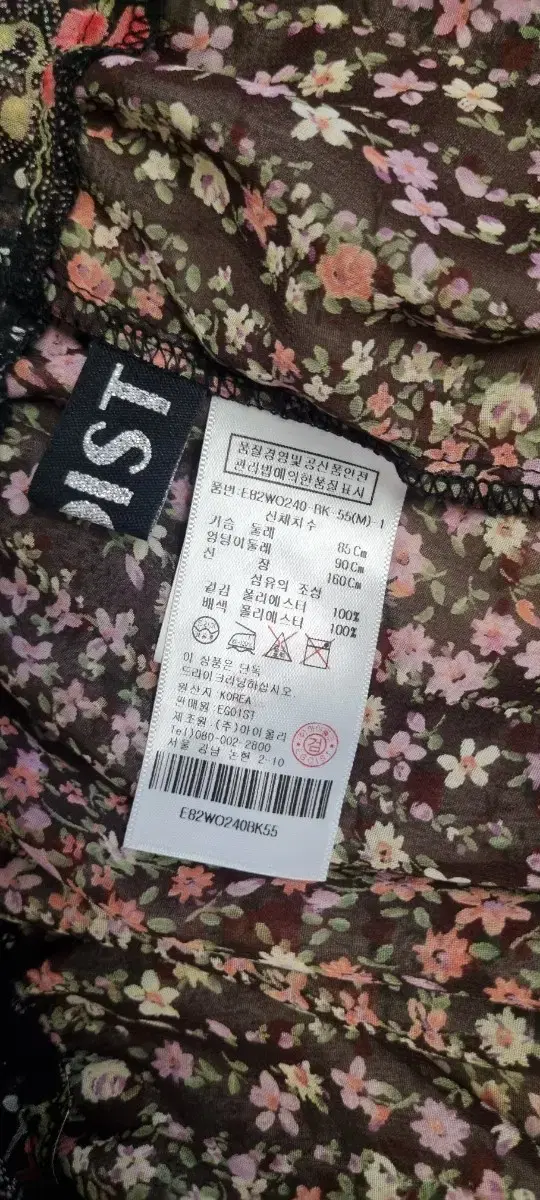 OIST
품질경영및공산품안전
관리법에의한품질표시
품번:EB2WO240-BK-55(M)-1
신체치수
가슴 둘레 85Cm
엉덩이둘레 90Cm
신 장 160Cm
섬유의 조성
겉감 폴리에스터 100%
배색 폴리에스터 100%
이 상품은 단독
드라이크리닝하십시오.
원산지 KOREA
판매원:EGOIST
제조원:(주)아이올리
Tel)080-002-2800
서울 강남 논현 2-10
검
EB2WO240BK55